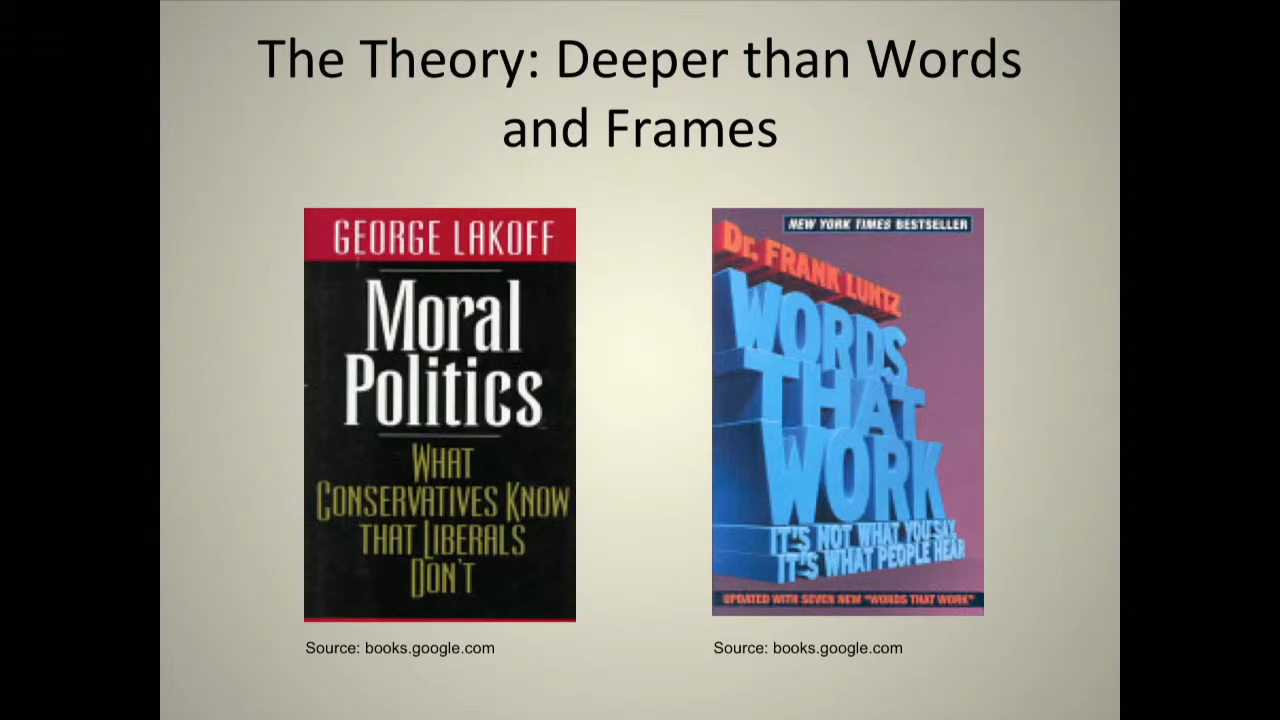 The Theory: Deeper than Words
and Frames
GEORGE LAKOFF
Moral
Politics
WHAT
CONSERVATIVES KNOW
THAT LIBERALS
DON'T
Source: books.google.com
NEW YORK TIMES BESTSELLER
Dr. FRANK LUNTZ
WORDS
THAT
WORK
IT'S NOT WHAT YOU SAY,
IT'S WHAT PEOPLE HEAR
UPDATED WITH SEVEN NEW "WORDS THAT WORK"
Source: books.google.com